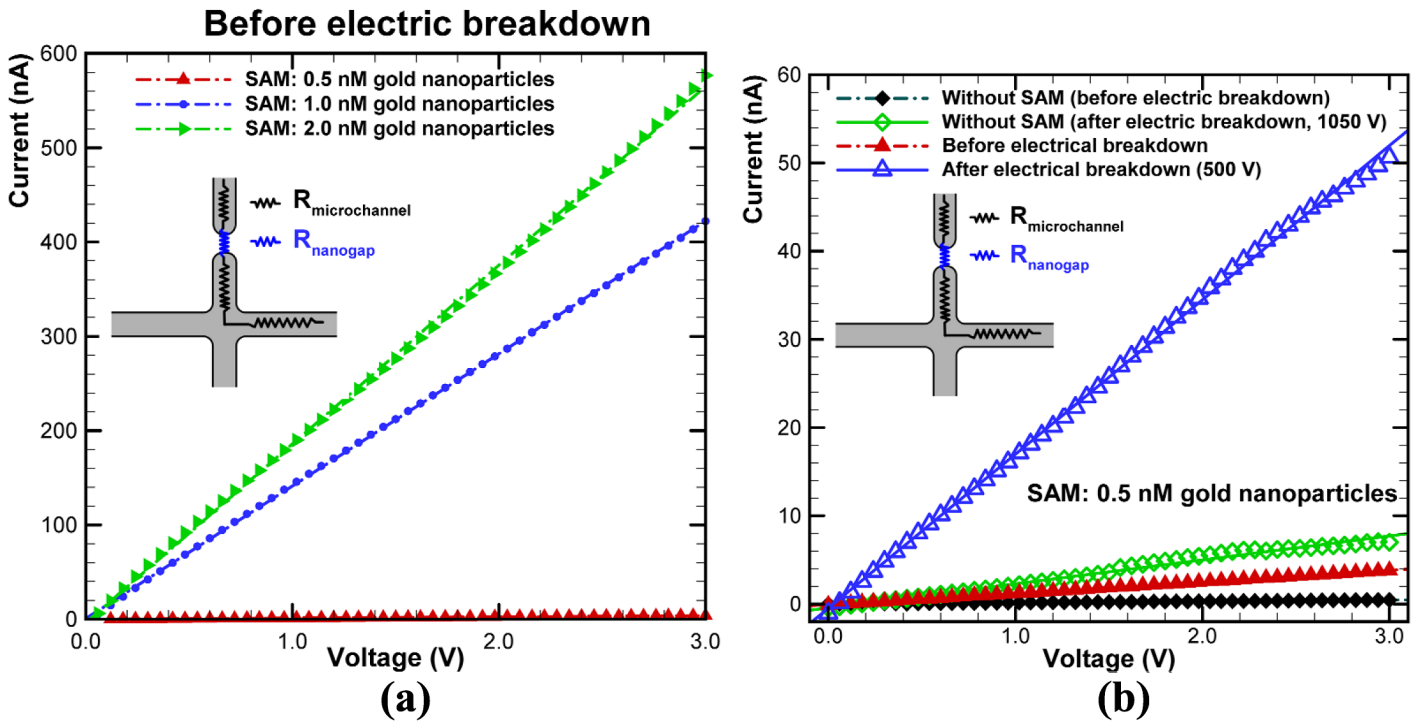 Before electric breakdown
Current (nA)
600
500
400
300
200
100
0
SAM: 0.5 nM gold nanoparticles
SAM: 1.0 nM gold nanoparticles
SAM: 2.0 nM gold nanoparticles
Rmicrochannel
Rnanogap
0.0 1.0 2.0 3.0
Voltage (V)
(a)
Current (nA)
60
50
40
30
20
10
0
Without SAM (before electric breakdown)
Without SAM (after electric breakdown, 1050 V)
Before electrical breakdown
After electrical breakdown (500 V)
Rmicrochannel
Rnanogap
SAM: 0.5 nM gold nanoparticles
0.0 1.0 2.0 3.0
Voltage (V)
(b)